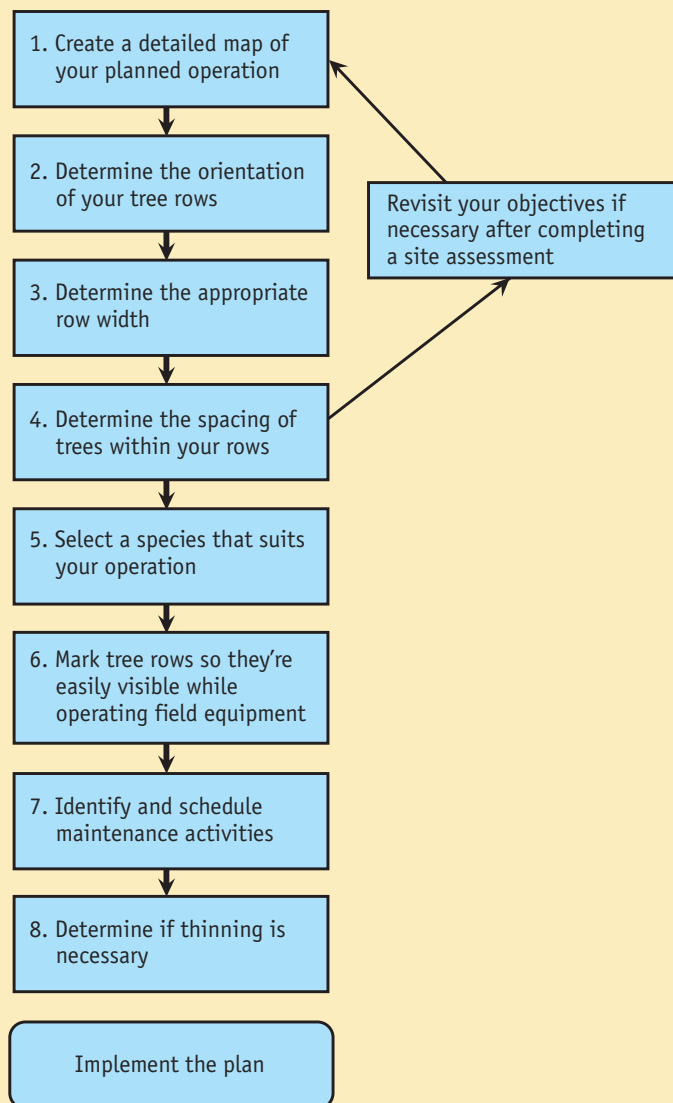 1. Create a detailed map of
your planned operation
2. Determine the orientation
of your tree rows
Revisit your objectives if
necessary after completing
a site assessment
3. Determine the appropriate
row width
4. Determine the spacing of
trees within your rows
5. Select a species that suits
your operation
6. Mark tree rows so they’re
easily visible while
operating field equipment
7. Identify and schedule
maintenance activities
8. Determine if thinning is
necessary
Implement the plan